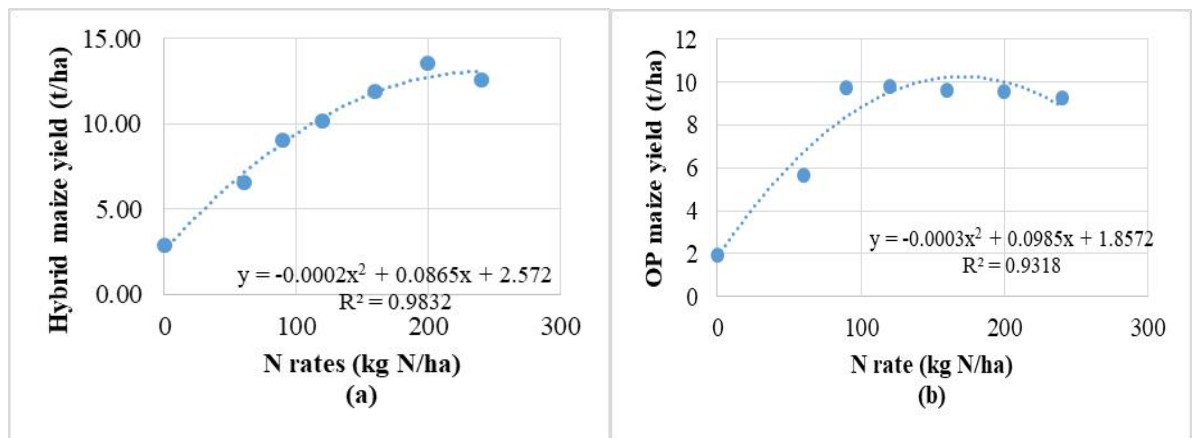 Hybrid maize yield (t/ha)
15.00
10.00
5.00
0.00
y = -0.0002x² + 0.0865x + 2.572
R² = 0.9832
0 100 200 300
N rates (kg N/ha)
(a)
OP maize yield (t/ha)
12
10
8
6
4
2
0
y = -0.0003x² + 0.0985x + 1.8572
R² = 0.9318
0 100 200 300
N rate (kg N/ha)
(b)